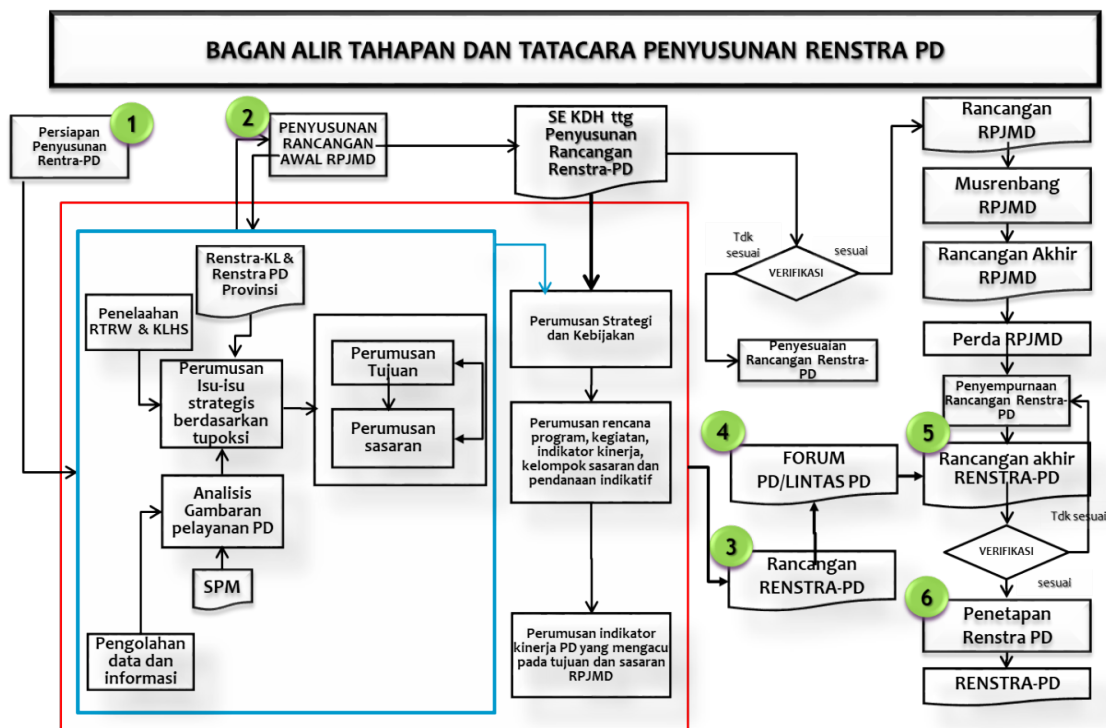 BAGAN ALIR TAHAPAN DAN TATACARA PENYUSUNAN RENSTRA PD
1
Persiapan
Penyusunan
Rentra-PD
2
PENYUSUNAN
RANCANGAN
AWAL RPJMD
SE KDH ttg
Penyusunan
Rancangan
Renstra-PD
Rancangan
RPJMD
Musrenbang
RPJMD
Tdk
sesuai
VERIFIKASI
sesuai
Rancangan Akhir
RPJMD
Perda RPJMD
Penyesuaian
Rancangan Renstra-
PD
Renstra-KL &
Renstra PD
Provinsi
Penelaahan
RTRW & KLHS
Perumusan
Isu-isu
strategis
berdasarkan
tupoksi
Perumusan
Tujuan
Perumusan
sasaran
Analisis
Gambaran
pelayanan PD
SPM
Pengolahan
data dan
informasi
Perumusan Strategi
dan Kebijakan
Perumusan rencana
program, kegiatan,
indikator kinerja,
kelompok sasaran dan
pendanaan indikatif
Perumusan indikator
kinerja PD yang mengacu
pada tujuan dan sasaran
RPJMD
3
Rancangan
RENSTRA-PD
4
FORUM
PD/LINTAS PD
Penyempurnaan
Rancangan Renstra-
PD
5
Rancangan akhir
RENSTRA-PD
Tdk sesuai
VERIFIKASI
sesuai
6
Penetapan
Renstra PD
RENSTRA-PD